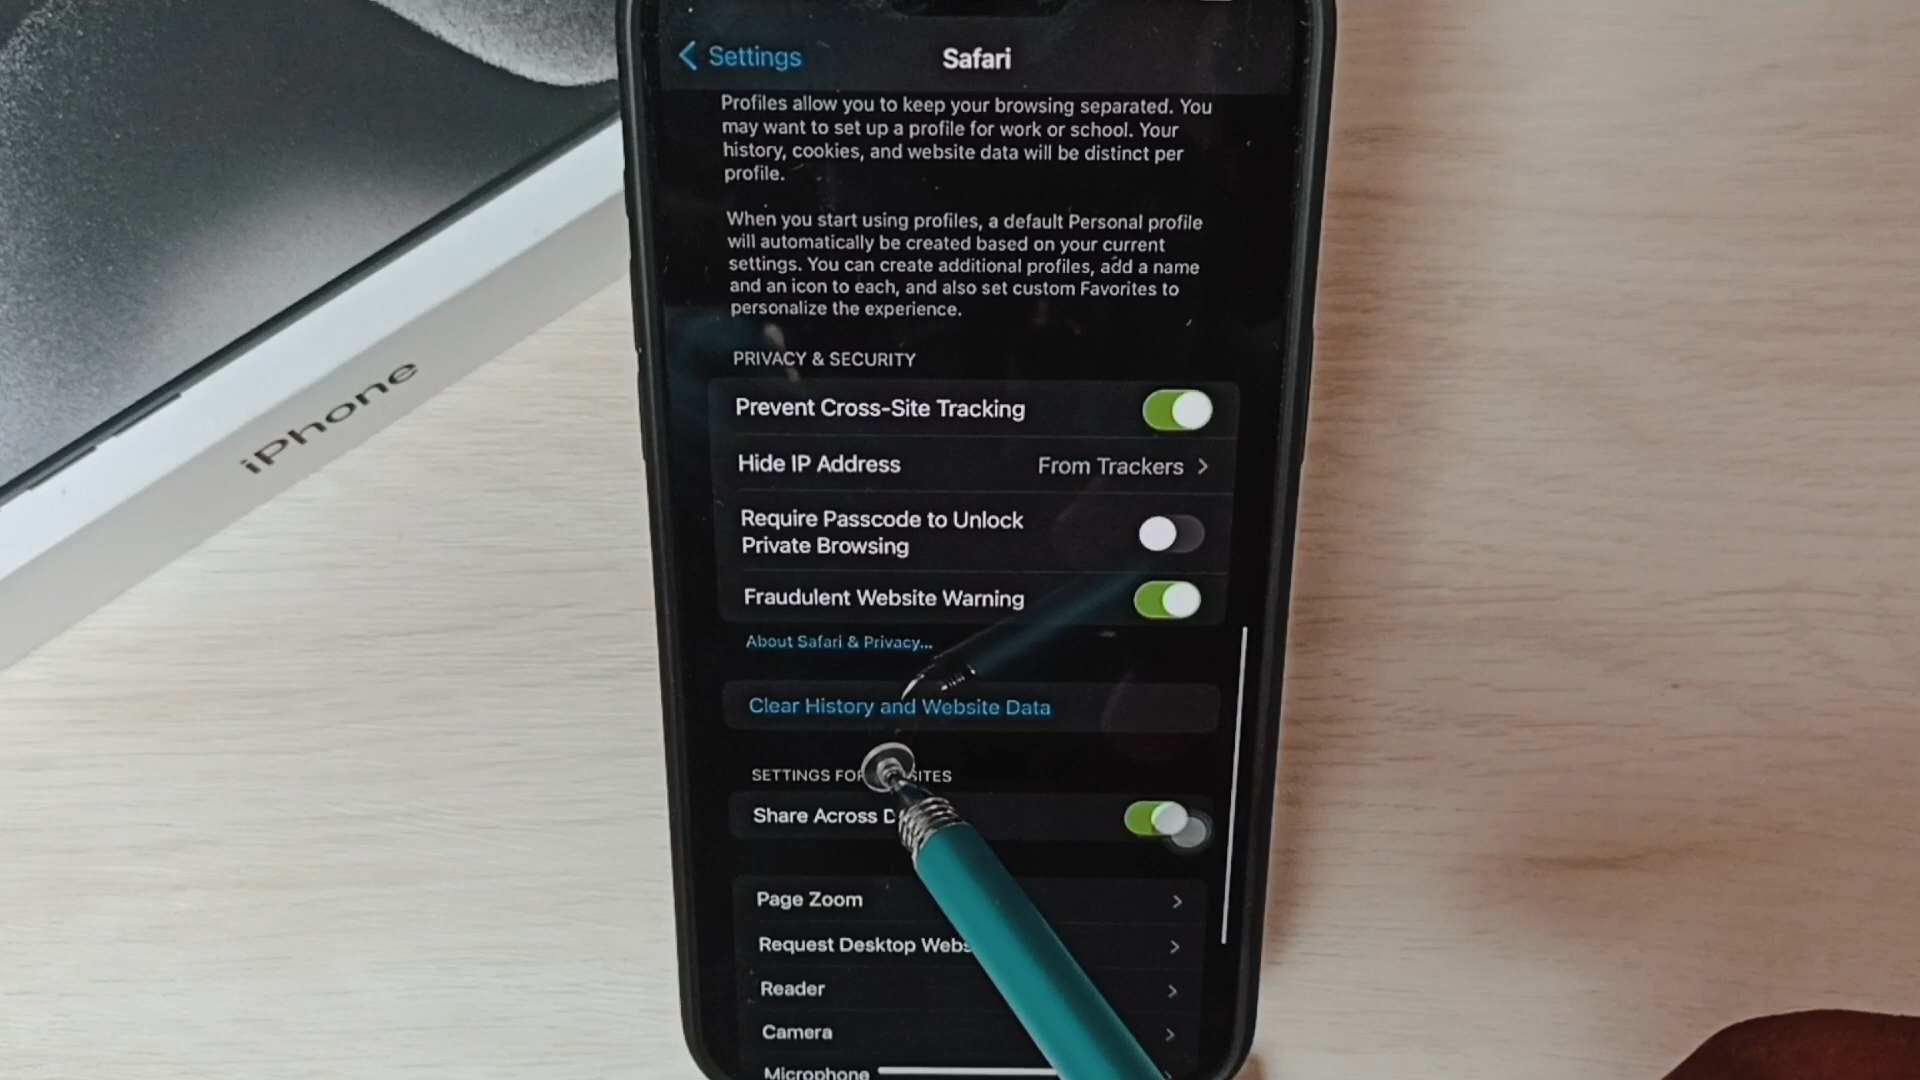 Settings
Safari
Profiles allow you to keep your browsing separated. You
may want to set up a profile for work or school. Your
history, cookies, and website data will be distinct per
profile.
When you start using profiles, a default Personal profile
will automatically be created based on your current
settings. You can create additional profiles, add a name
and an icon to each, and also set custom Favorites to
personalize the experience.
PRIVACY & SECURITY
Prevent Cross-Site Tracking
Hide IP Address From Trackers
Require Passcode to Unlock
Private Browsing
Fraudulent Website Warning
About Safari & Privacy...
Clear History and Website Data
SETTINGS FOR
Share Across
Page Zoom
Request Desktop
Reader
Camera
Microphone
iPhone